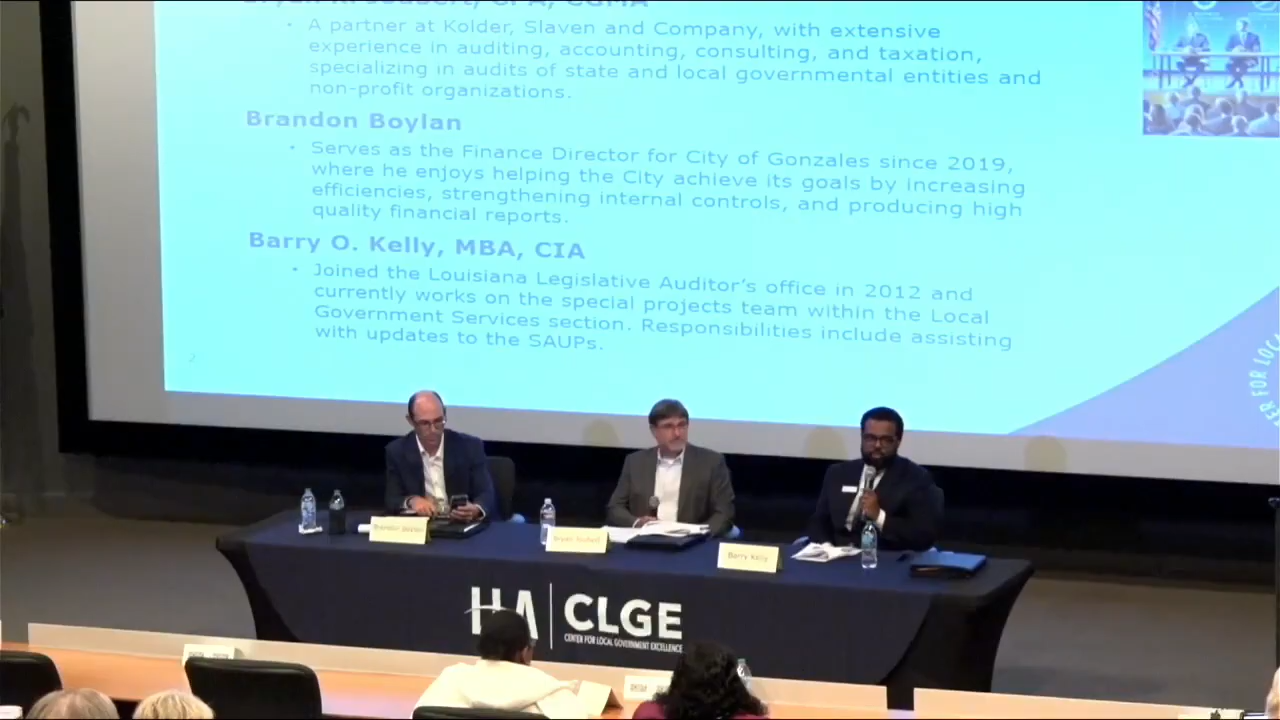 A partner at Kolder, Slaven and Company, with extensive
experience in auditing, accounting, consulting, and taxation,
specializing in audits of state and local governmental entities and
non-profit organizations.
Brandon Boylan
• Serves as the Finance Director for City of Gonzales since 2019,
where he enjoys helping the City achieve its goals by increasing
efficiencies, strengthening internal controls, and producing high
quality financial reports.
Barry O. Kelly, MBA, CIA
• Joined the Louisiana Legislative Auditor's office in 2012 and
currently works on the special projects team within the Local
Government Services section. Responsibilities include assisting
with updates to the SAUPs.
2
Barry Kelly
CLGE
CENTER FOR LOCAL GOVERNMENT EXCELLENCE